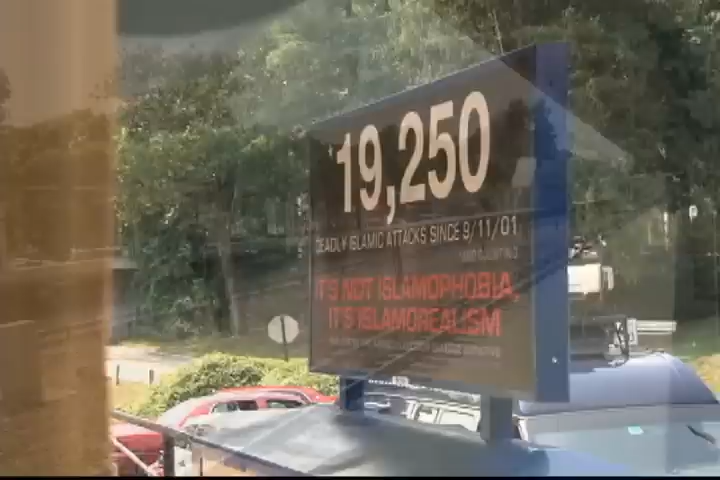 *19,250
DEADLY ISLAMIC ATTACKS SINCE 9/11/01
IT'S NOT ISLAMOPHOBIA,
IT'S ISLAMOREALISM